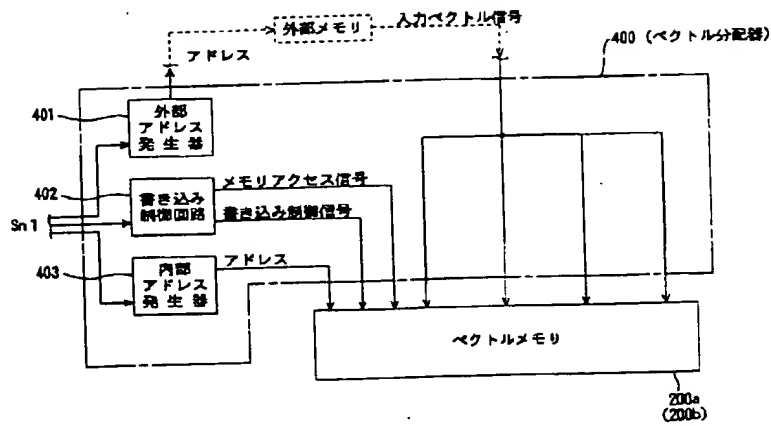 外部メモリ
入力ベクトル信号
アドレス
400 (ベクトル分配器)
401
外部
アドレス
発生器
402
書き込み
制御回路
メモリアクセス信号
書き込み制御信号
Sn1
403
内部
アドレス
発生器
アドレス
ベクトルメモリ
200a
(200b)